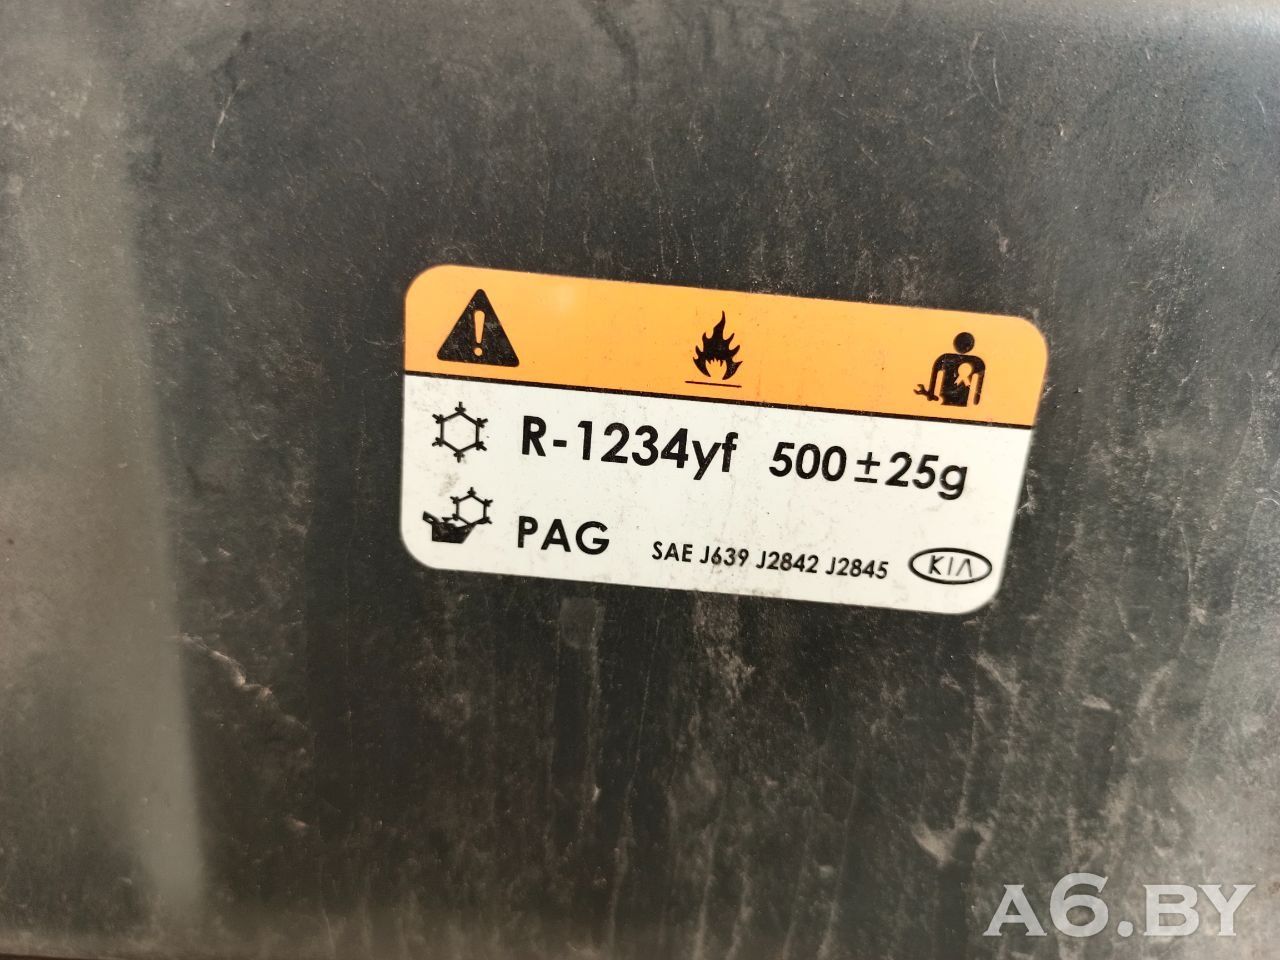 R-1234yf 500±25g
PAG SAE J639 J2842 J2845 KIA
A6.BY